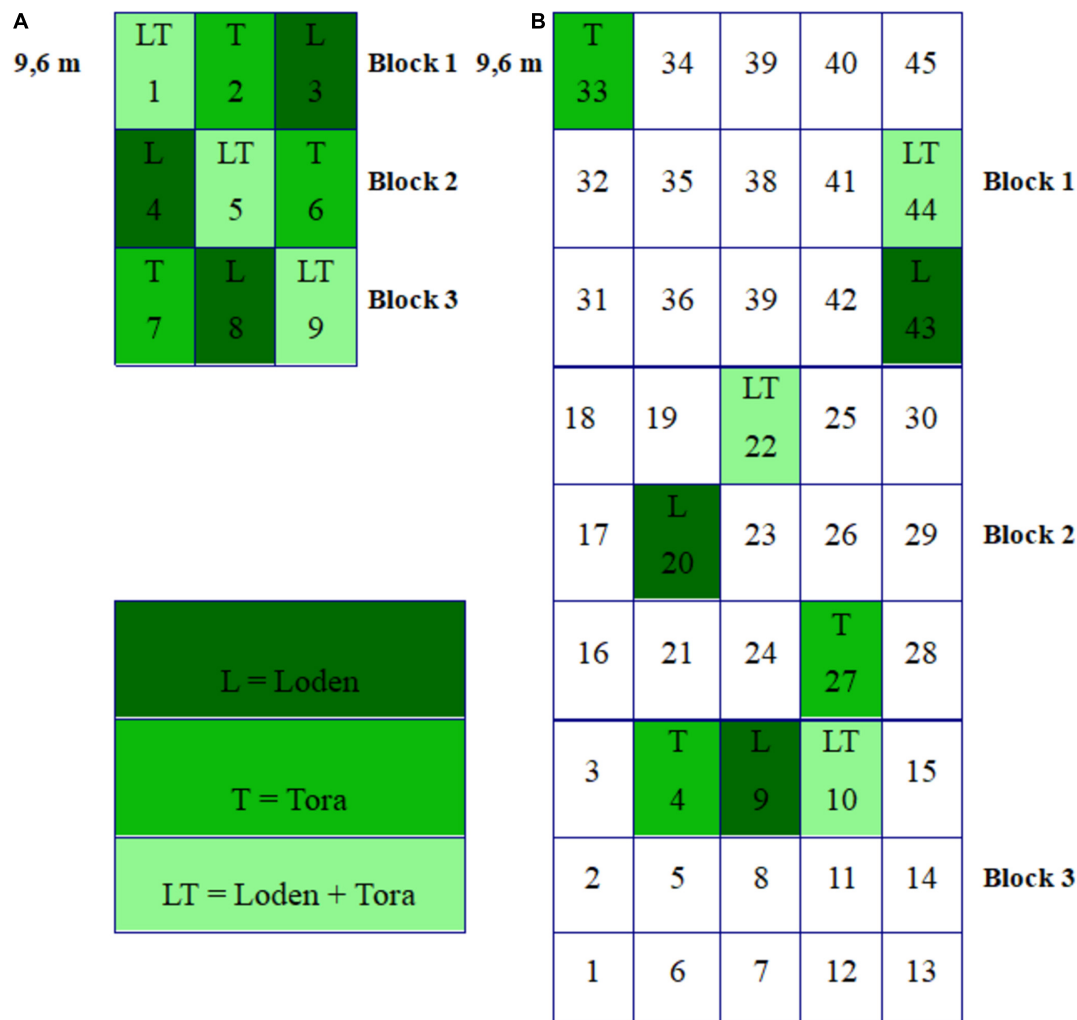 A
LT T L
9,6 m Block 1
1 2 3
L LT T
Block 2
4 5 6
T L LT
Block 3
7 8 9
L = Loden
T = Tora
LT = Loden + Tora
B
T
9,6 m 34 39 40 45
33
LT
32 35 38 41 Block 1
44
L
31 36 39 42
43
LT
18 19 25 30
22
L
17 23 26 29 Block 2
20
T
16 21 24 28
27
T L LT
3 15
4 9 10
2 5 8 11 14 Block 3
1 6 7 12 13